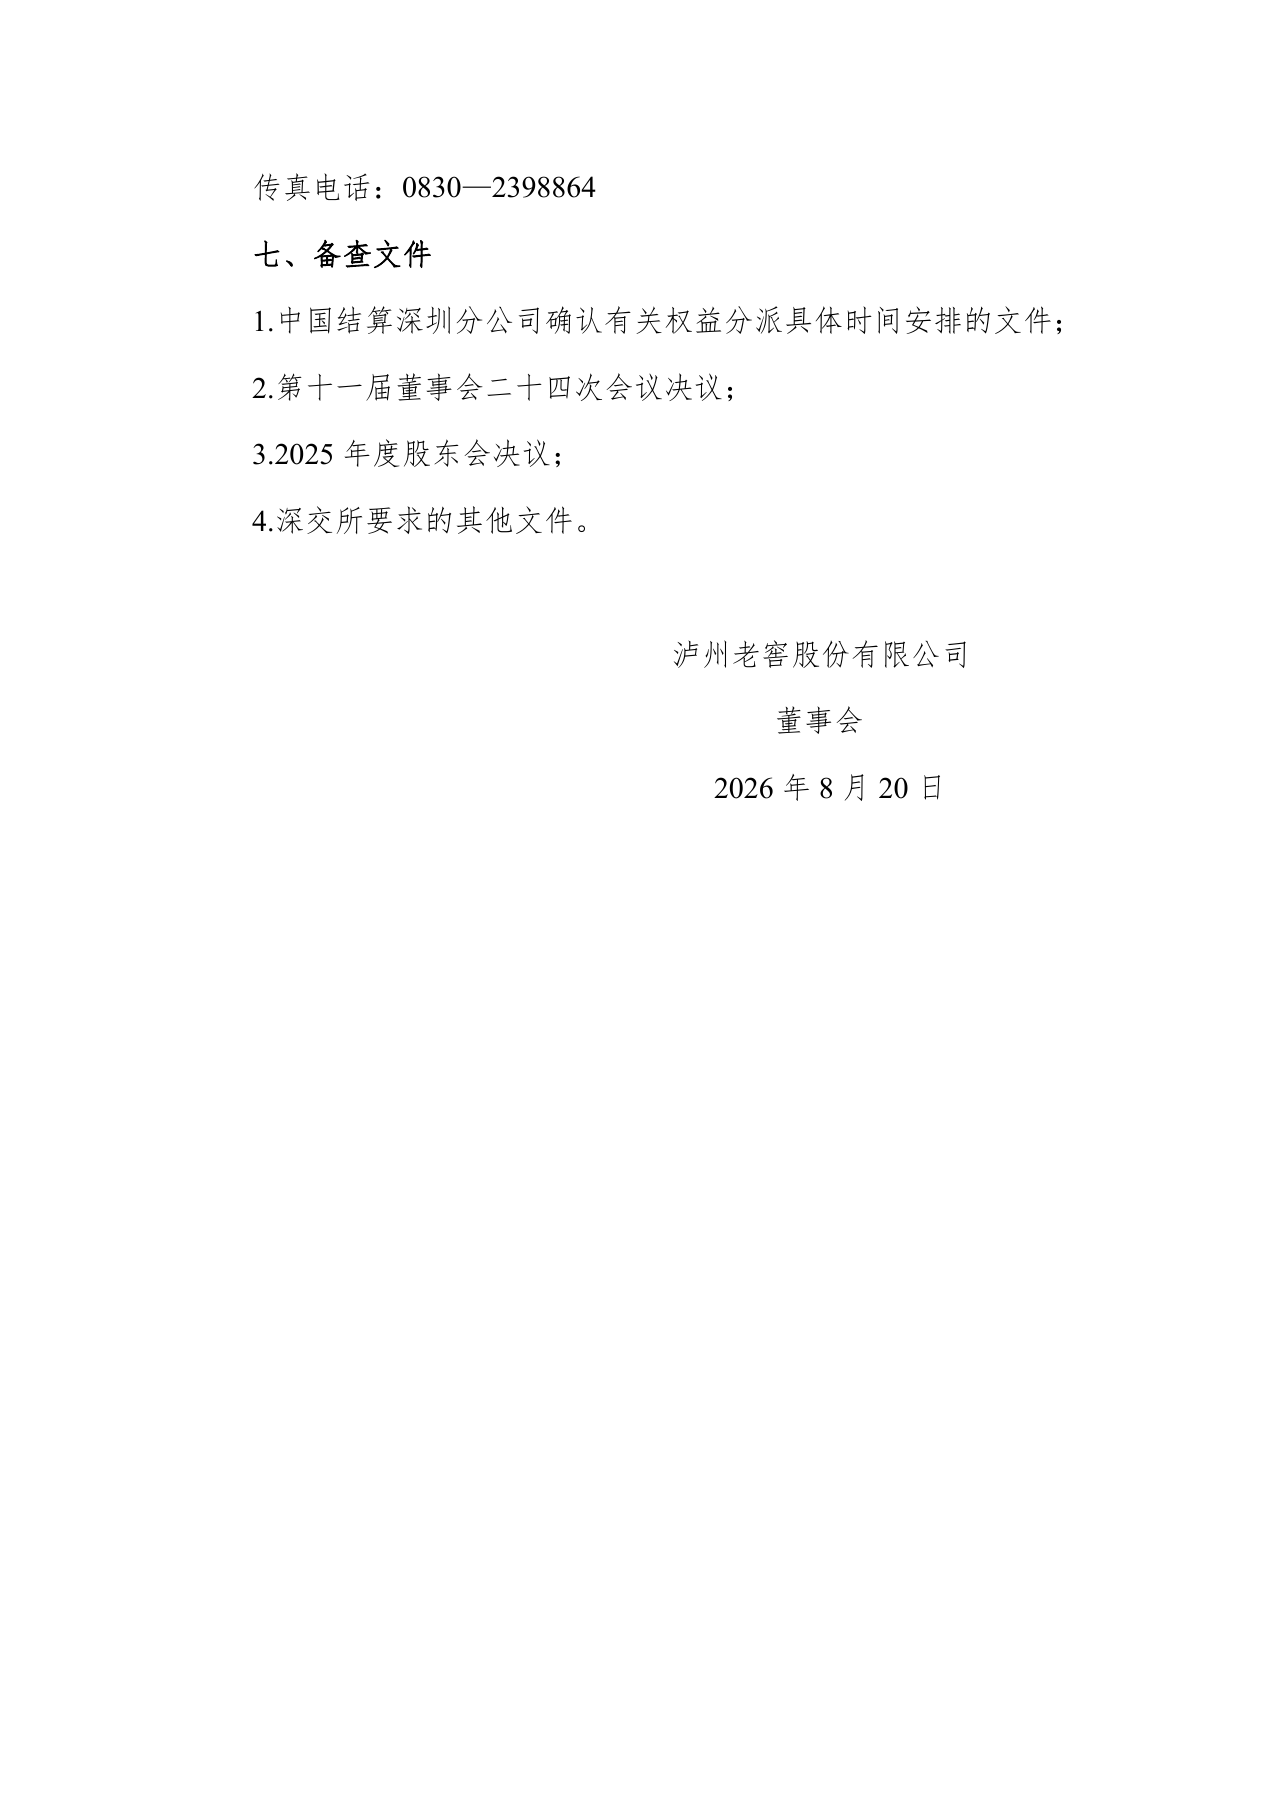 传真电话：0830—2398864
七、备查文件
1.中国结算深圳分公司确认有关权益分派具体时间安排的文件；
2.第十一届董事会二十四次会议决议；
3.2025 年度股东会决议；
4.深交所要求的其他文件。
泸州老窖股份有限公司
董事会
2026 年 8 月 20 日